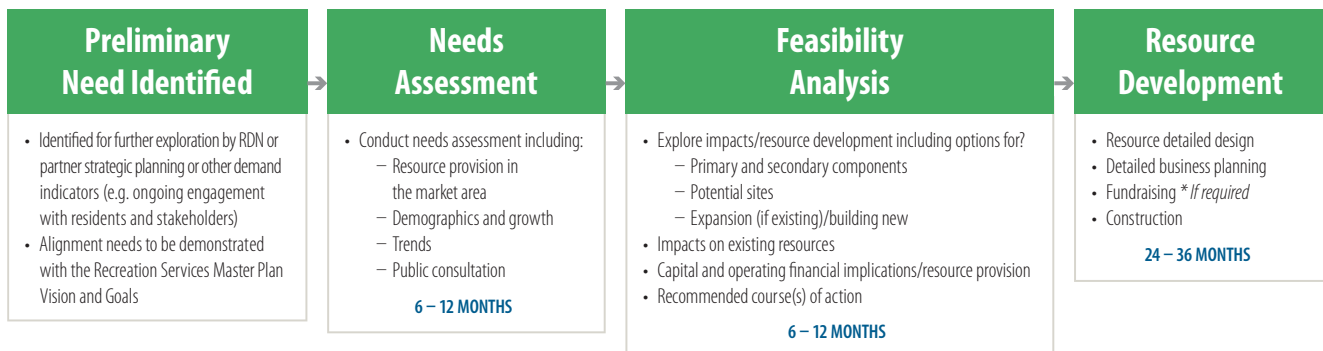 Preliminary
Need Identified
• Identified for further exploration by RDN or
partner strategic planning or other demand
indicators (e.g. ongoing engagement
with residents and stakeholders)
• Alignment needs to be demonstrated
with the Recreation Services Master Plan
Vision and Goals
Needs
Assessment
• Conduct needs assessment including:
– Resource provision in
the market area
– Demographics and growth
– Trends
– Public consultation
6 – 12 MONTHS
Feasibility
Analysis
• Explore impacts/resource development including options for?
– Primary and secondary components
– Potential sites
– Expansion (if existing)/building new
• Impacts on existing resources
• Capital and operating financial implications/resource provision
• Recommended course(s) of action
6 – 12 MONTHS
Resource
Development
• Resource detailed design
• Detailed business planning
• Fundraising * If required
• Construction
24 – 36 MONTHS